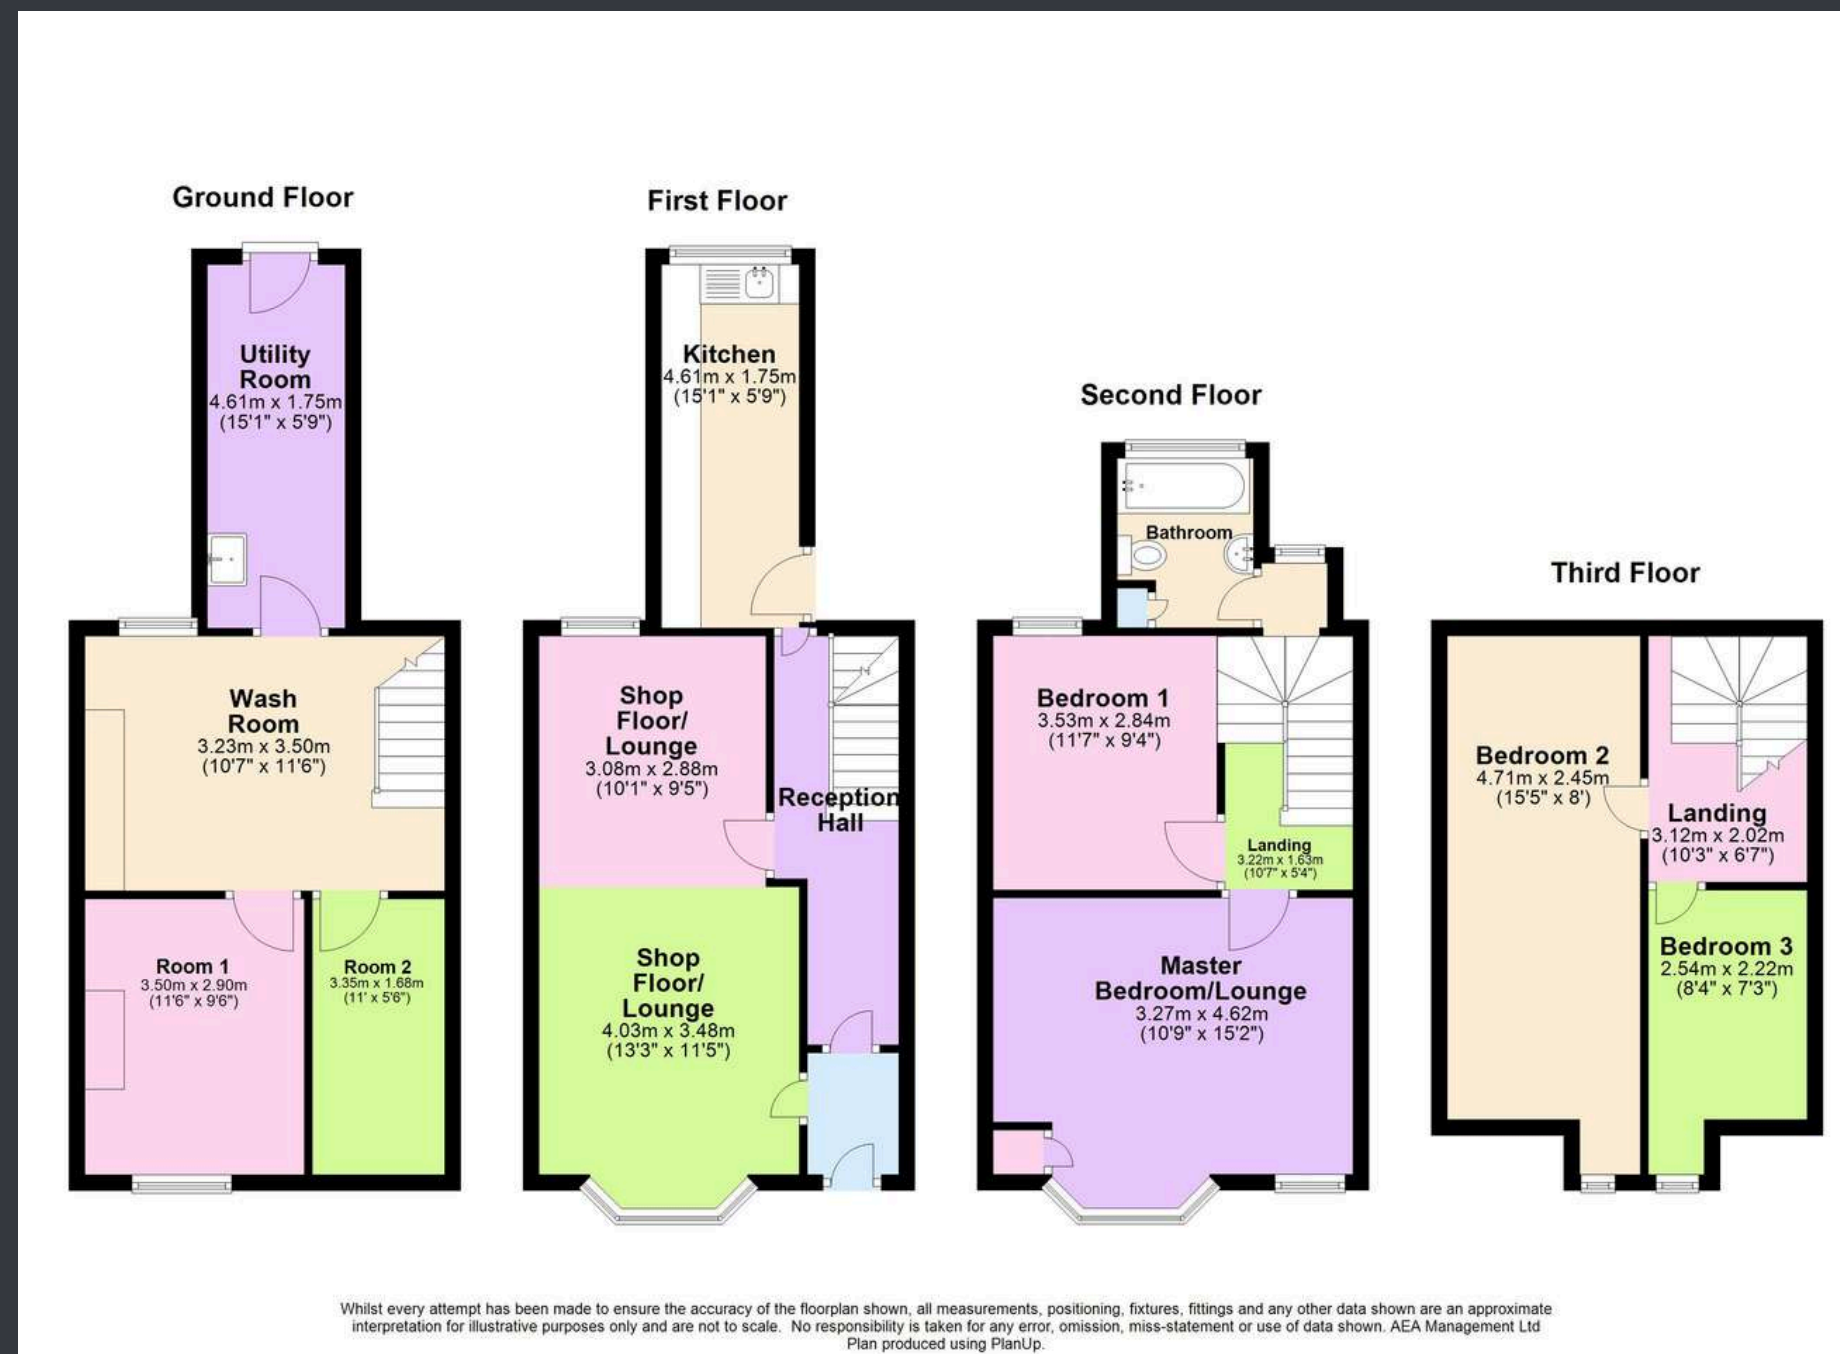 Ground Floor
Utility
Room
4.61m x 1.75m
(15'1" x 5'9")
Wash
Room
3.23m x 3.50m
(10'7" x 11'6")
Room 1
3.50m x 2.90m
(11'6" x 9'6")
Room 2
3.35m x 1.68m
(11' x 5'6")
First Floor
Kitchen
4.61m x 1.75m
(15'1" x 5'9")
Shop
Floor/
Lounge
3.08m x 2.88m
(10'1" x 9'5")
Reception
Hall
Shop
Floor/
Lounge
4.03m x 3.48m
(13'3" x 11'5")
Second Floor
Bathroom
Bedroom 1
3.53m x 2.84m
(11'7" x 9'4")
Landing
3.22m x 1.63m
(10'7" x 5'4")
Master
Bedroom/Lounge
3.27m x 4.62m
(10'9" x 15'2")
Third Floor
Bedroom 2
4.71m x 2.45m
(15'5" x 8')
Landing
3.12m x 2.02m
(10'3" x 6'7")
Bedroom 3
2.54m x 2.22m
(8'4" x 7'3")
Whilst every attempt has been made to ensure the accuracy of the floorplan shown, all measurements, positioning, fixtures, fittings and any other data shown are an approximate
interpretation for illustrative purposes only and are not to scale. No responsibility is taken for any error, omission, miss-statement or use of data shown. AEA Management Ltd
Plan produced using PlanUp.